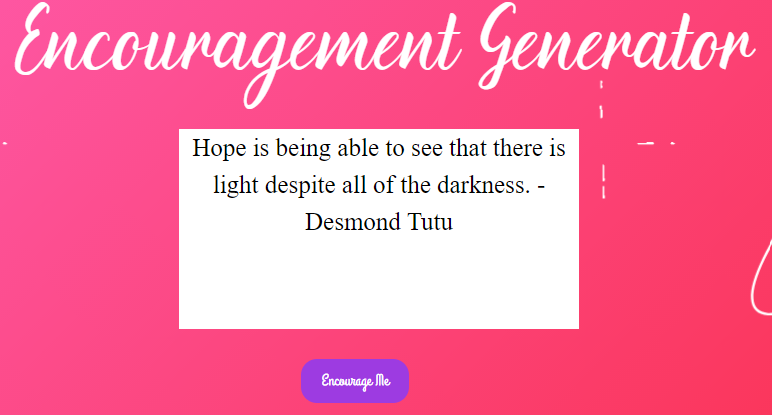 Encouragement Generator
Hope is being able to see that there is
light despite all of the darkness. -
Desmond Tutu
Encourage Me